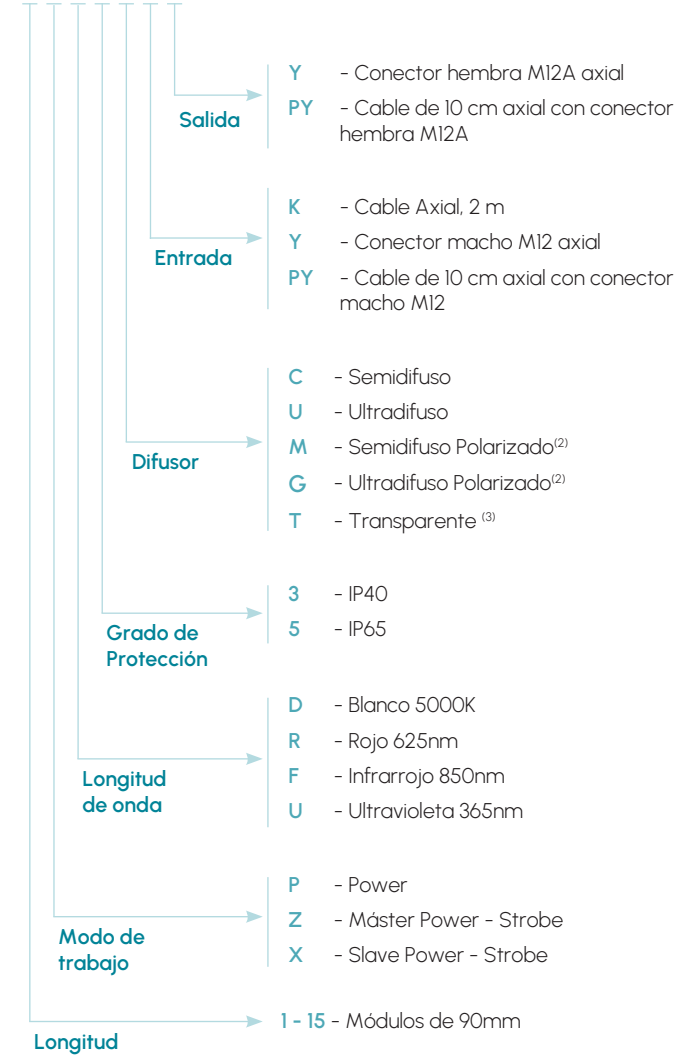 Salida
Y - Conector hembra M12A axial
PY - Cable de 10 cm axial con conector
hembra M12A
Entrada
K - Cable Axial, 2 m
Y - Conector macho M12 axial
PY - Cable de 10 cm axial con conector
macho M12
Difusor
C - Semidifuso
U - Ultradifuso
M - Semidifuso Polarizado(2)
G - Ultradifuso Polarizado(2)
T - Transparente (3)
Grado de
Protección
3 - IP40
5 - IP65
Longitud
de onda
D - Blanco 5000K
R - Rojo 625nm
F - Infrarrojo 850nm
U - Ultravioleta 365nm
Modo de
trabajo
P - Power
Z - Máster Power - Strobe
X - Slave Power - Strobe
Longitud
1 - 15 - Módulos de 90mm